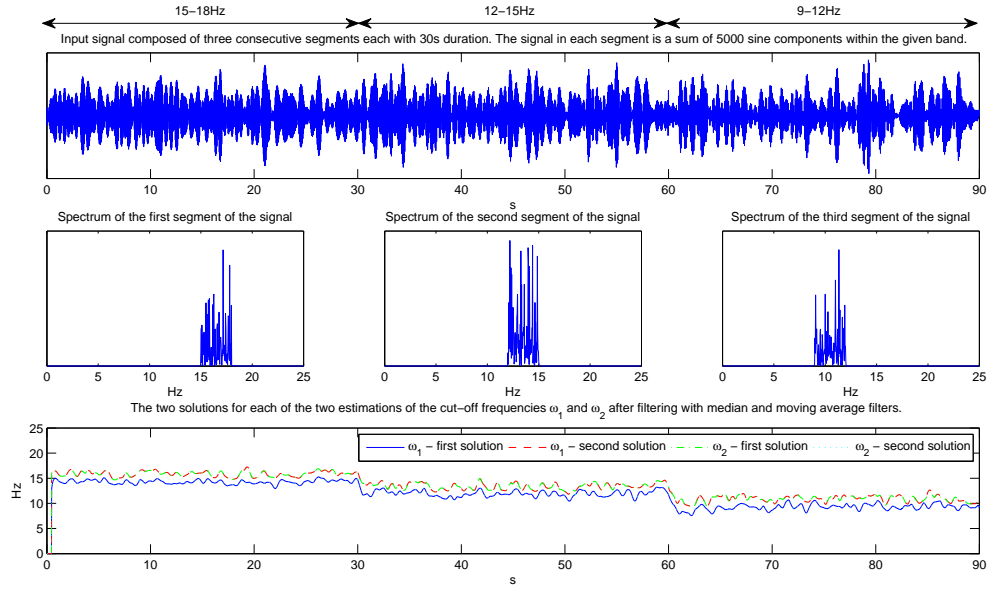 15−18Hz 12−15Hz 9−12Hz
Input signal composed of three consecutive segments each with 30s duration. The signal in each segment is a sum of 5000 sine components within the given band.
0 10 20 30 40 50 60 70 80 90
s
Spectrum of the first segment of the signal
0 5 10 15 20 25
Hz
Spectrum of the second segment of the signal
0 5 10 15 20 25
Hz
Spectrum of the third segment of the signal
0 5 10 15 20 25
Hz
The two solutions for each of the two estimations of the cut−off frequencies ω₁ and ω₂ after filtering with median and moving average filters.
Hz
25
20
15
10
5
0
ω₁ − first solution ω₁ − second solution ω₂ − first solution ω₂ − second solution
0 10 20 30 40 50 60 70 80 90
s